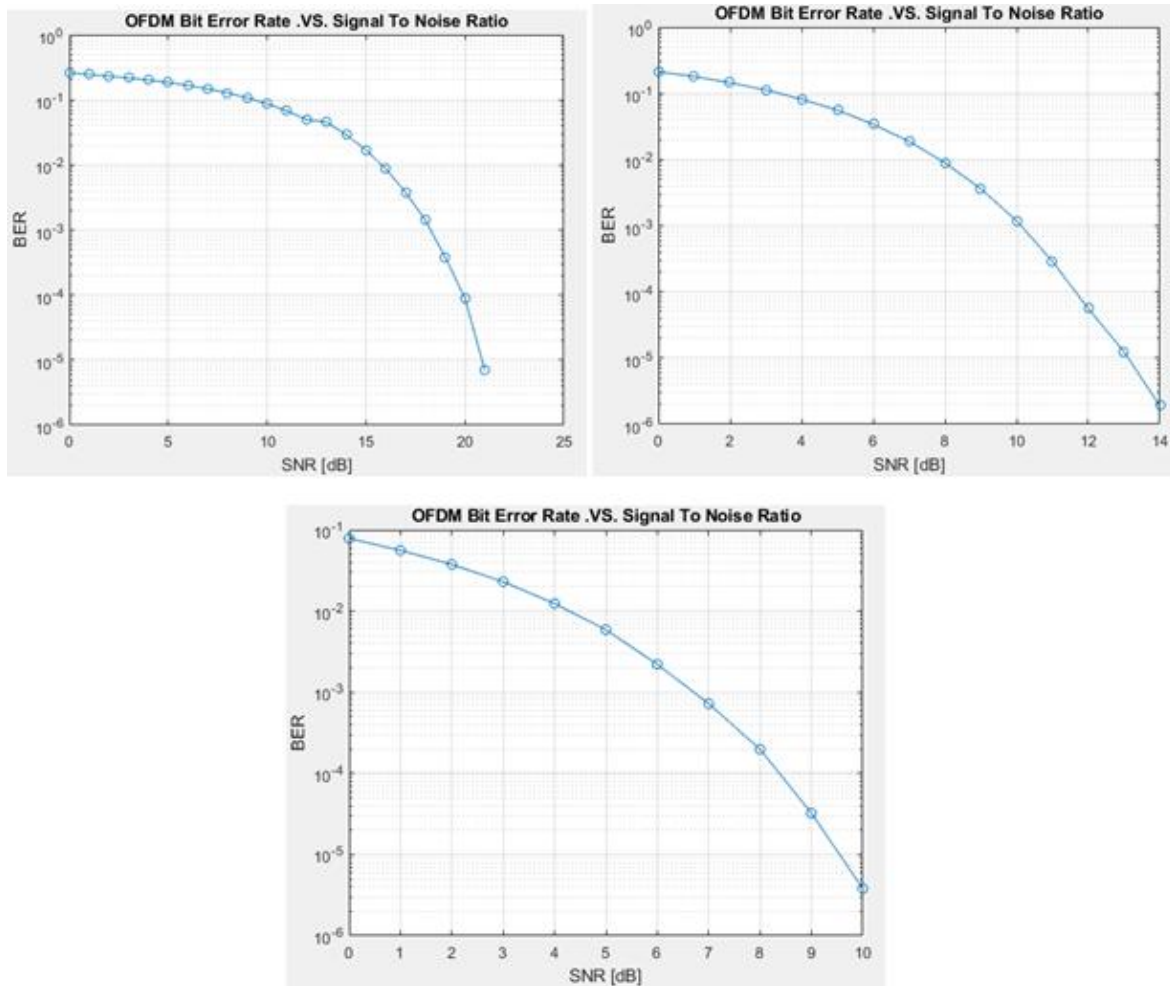 OFDM Bit Error Rate .VS. Signal To Noise Ratio
10^0
10^-1
10^-2
10^-3
10^-4
10^-5
10^-6
BER
0 5 10 15 20 25
SNR [dB]
OFDM Bit Error Rate .VS. Signal To Noise Ratio
10^0
10^-1
10^-2
10^-3
10^-4
10^-5
10^-6
BER
0 2 4 6 8 10 12 14
SNR [dB]
OFDM Bit Error Rate .VS. Signal To Noise Ratio
10^-1
10^-2
10^-3
10^-4
10^-5
10^-6
BER
0 1 2 3 4 5 6 7 8 9 10
SNR [dB]